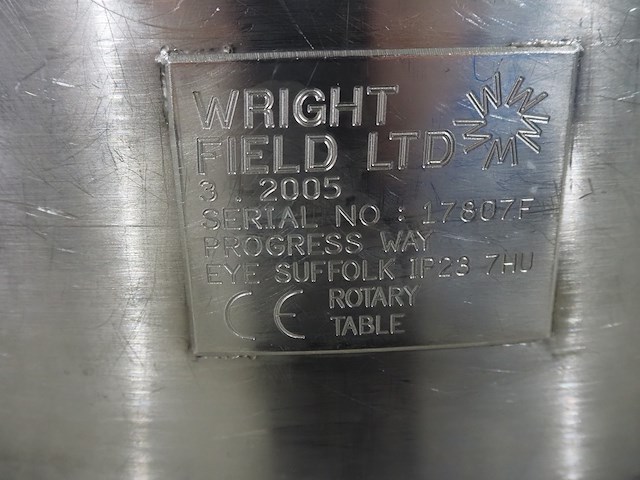 WRIGHT
FIELD LTD
3 . 2005
SERIAL NO : 17807F
PROGRESS WAY
EYE SUFFOLK IP23 7HU
CE ROTARY
TABLE